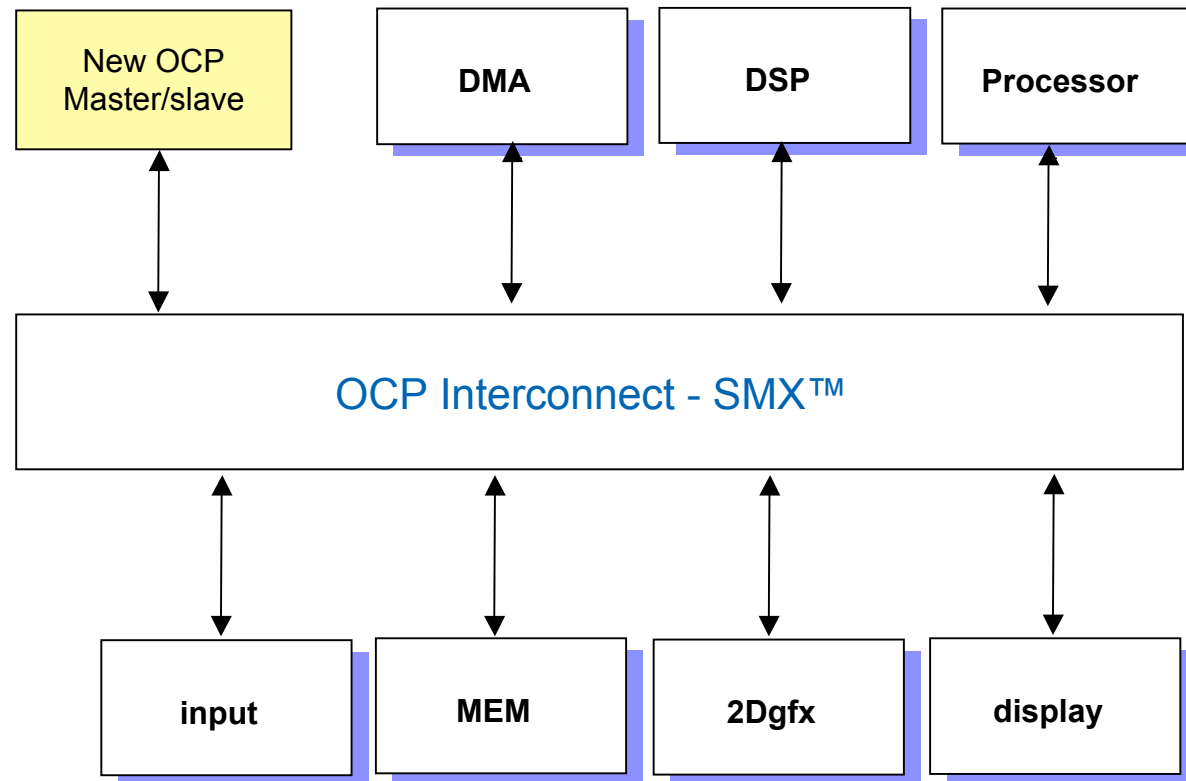 New OCP
Master/slave
DMA
DSP
Processor
OCP Interconnect - SMX™
input
MEM
2Dgfx
display